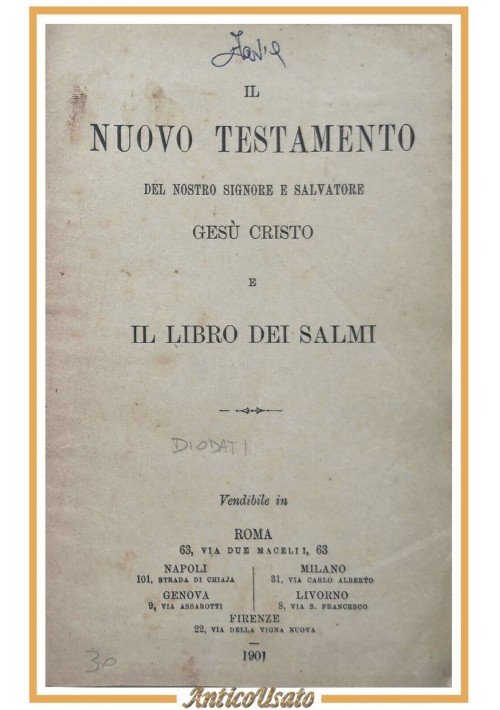 IL
NUOVO TESTAMENTO
DEL NOSTRO SIGNORE E SALVATORE
GESÙ CRISTO
E
IL LIBRO DEI SALMI
DIODATI
Vendibile in
ROMA
63, VIA DUE MACELLI, 63
NAPOLI
101, STRADA DI CHIAJA
MILANO
31, VIA CARLO ALBERTO
GENOVA
9, VIA ASSAROTTI
LIVORNO
8, VIA S. FRANCESCO
FIRENZE
22, VIA DELLA VIGNA NUOVA
1901
30
AnticoUsato